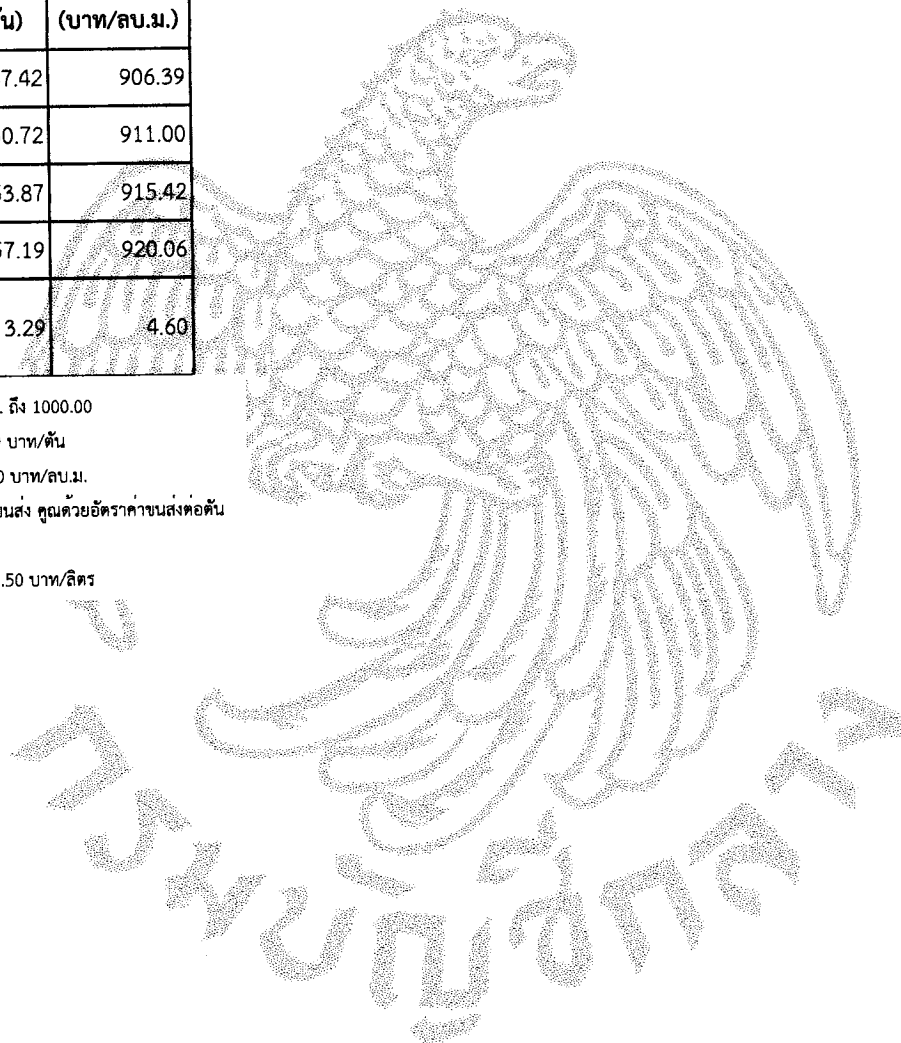 น) (บาท/ลบ.ม.)
7.42 906.39
0.72 911.00
3.87 915.42
7.19 920.06
3.29 4.60
. ถึง 1000.00
บาท/ตัน
0 บาท/ลบ.ม.
ขนส่ง คูณด้วยอัตราค่าขนส่งต่อตัน
.50 บาท/ลิตร
กรมบัญชีกลาง